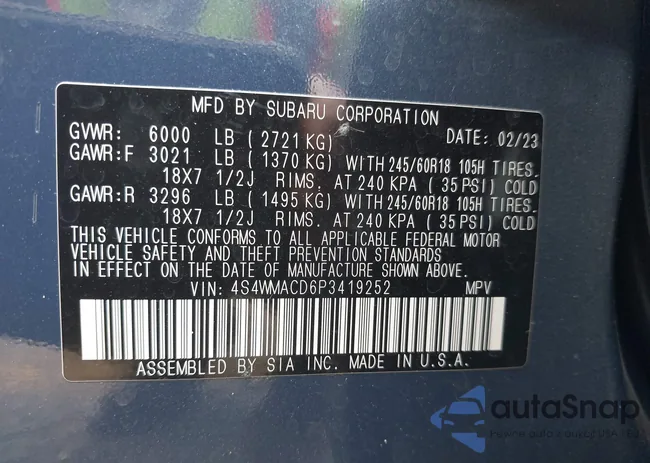 MFD BY SUBARU CORPORATION
GVWR: 6000 LB ( 2721 KG) DATE: 02/23
GAWR:F 3021 LB ( 1370 KG) WITH 245/60R18 105H TIRES.
18X7 1/2J RIMS. AT 240 KPA ( 35 PSI) COLD
GAWR:R 3296 LB ( 1495 KG) WITH 245/60R18 105H TIRES.
18X7 1/2J RIMS. AT 240 KPA ( 35 PSI) COLD
THIS VEHICLE CONFORMS TO ALL APPLICABLE FEDERAL MOTOR
VEHICLE SAFETY AND THEFT PREVENTION STANDARDS
IN EFFECT ON THE DATE OF MANUFACTURE SHOWN ABOVE.
VIN: 4S4WMACD6P3419252 MPV
ASSEMBLED BY SIA INC. MADE IN U.S.A.
autaSnap